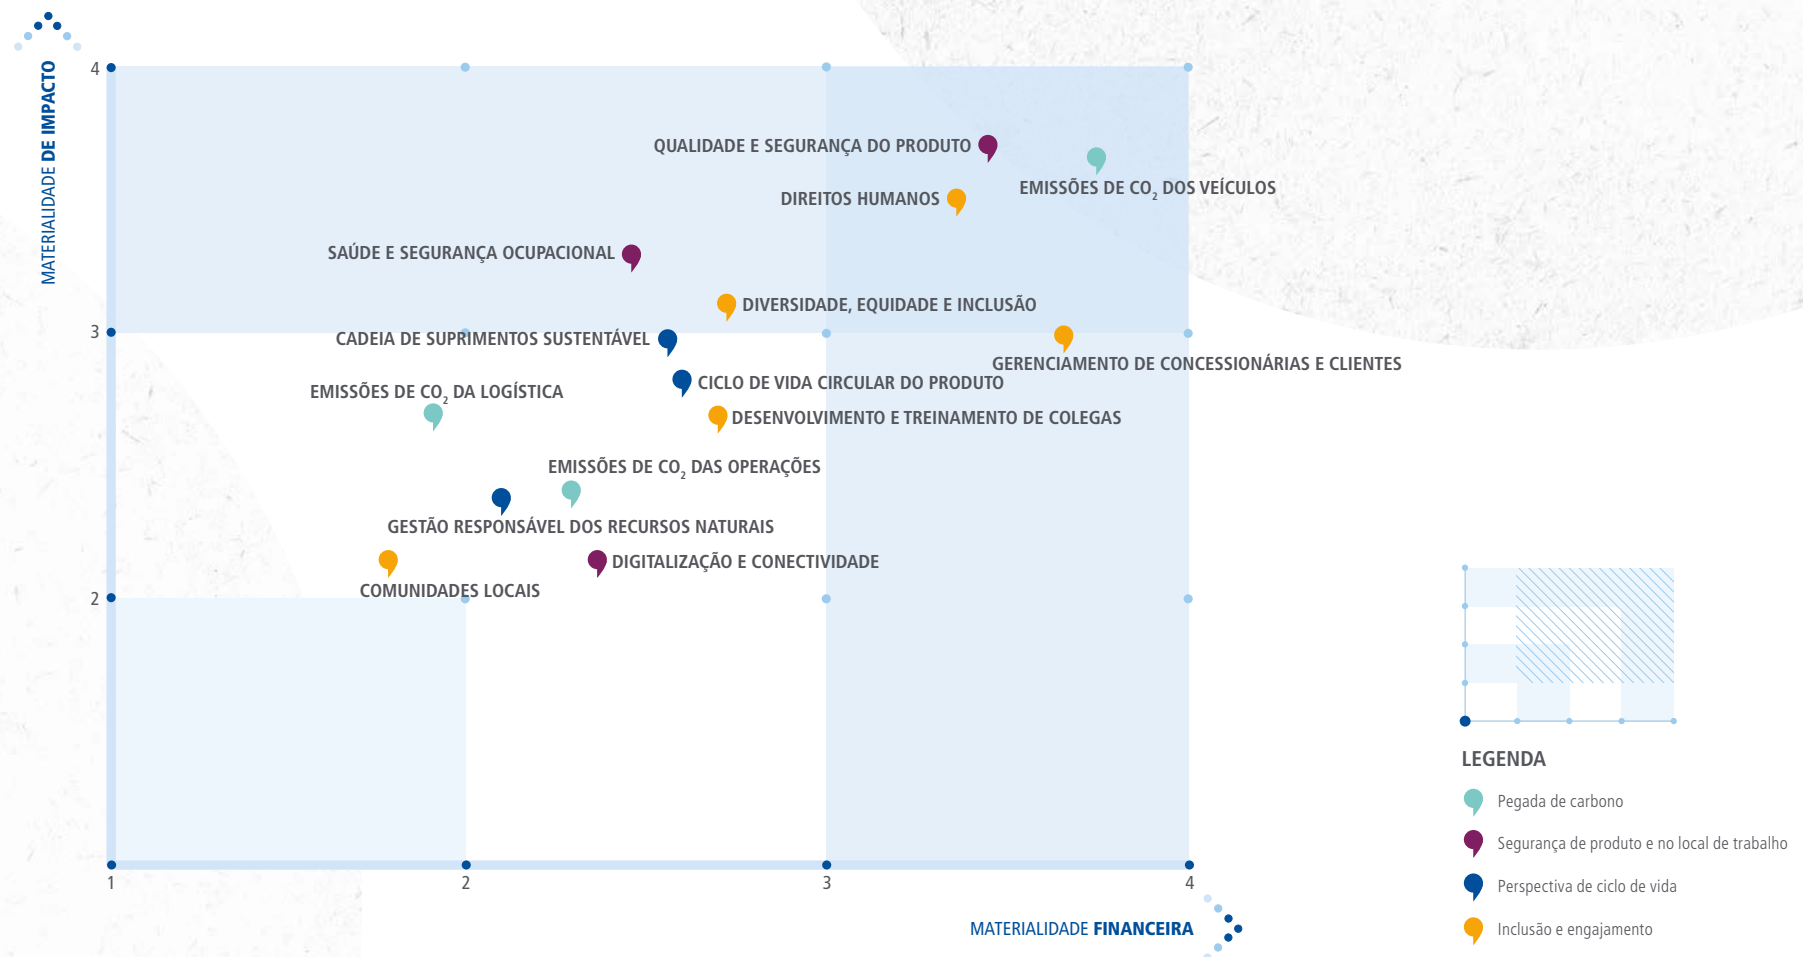 MATERIALIDADE DE IMPACTO
4
QUALIDADE E SEGURANÇA DO PRODUTO
EMISSÕES DE CO₂ DOS VEÍCULOS
DIREITOS HUMANOS
SAÚDE E SEGURANÇA OCUPACIONAL
DIVERSIDADE, EQUIDADE E INCLUSÃO
3
CADEIA DE SUPRIMENTOS SUSTENTÁVEL
GERENCIAMENTO DE CONCESSIONÁRIAS E CLIENTES
CICLO DE VIDA CIRCULAR DO PRODUTO
EMISSÕES DE CO₂ DA LOGÍSTICA
DESENVOLVIMENTO E TREINAMENTO DE COLEGAS
EMISSÕES DE CO₂ DAS OPERAÇÕES
GESTÃO RESPONSÁVEL DOS RECURSOS NATURAIS
DIGITALIZAÇÃO E CONECTIVIDADE
COMUNIDADES LOCAIS
2
1
2
3
4
MATERIALIDADE FINANCEIRA
LEGENDA
Pegada de carbono
Segurança de produto e no local de trabalho
Perspectiva de ciclo de vida
Inclusão e engajamento